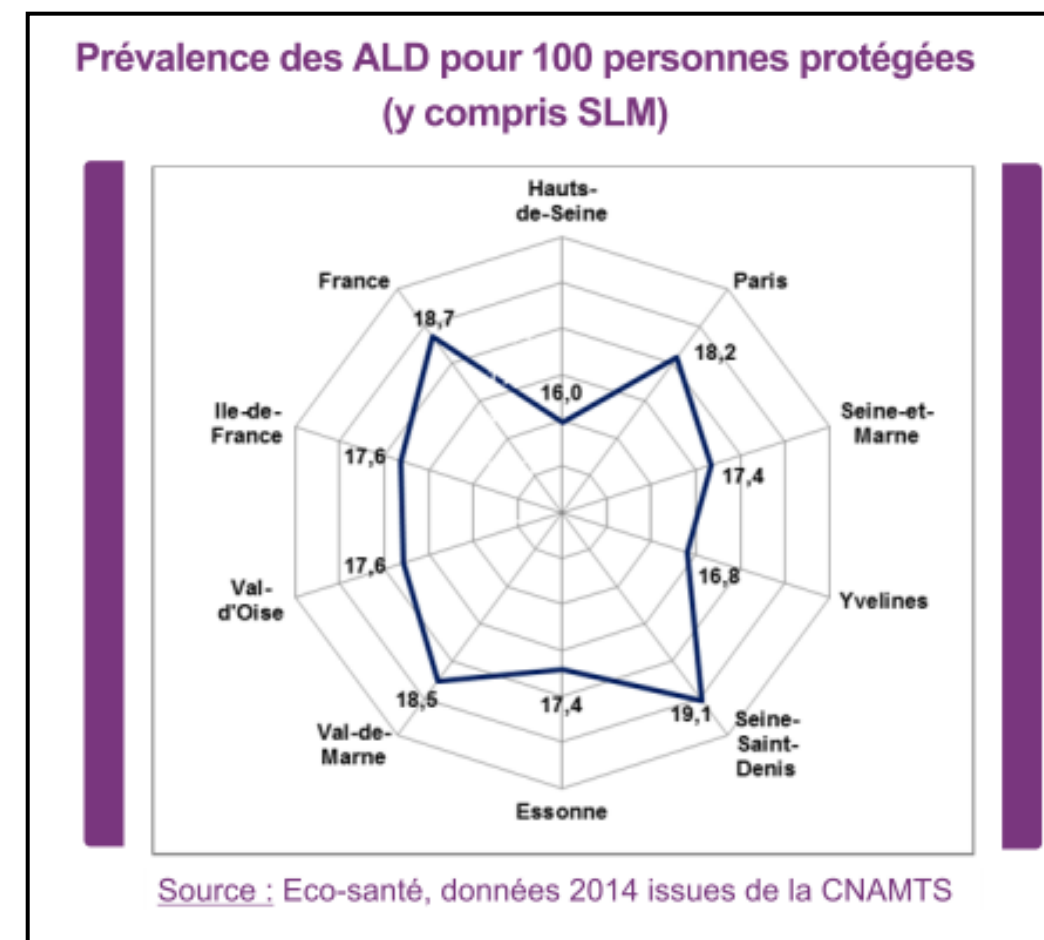 Prévalence des ALD pour 100 personnes protégées
(y compris SLM)
Hauts-
de-Seine
France
Paris
18,7
18,2
16,0
Ile-de-
France
Seine-et-
Marne
17,6
17,4
17,6
16,8
Val-
d'Oise
Yvelines
18,5
17,4
19,1
Val-de-
Marne
Seine-
Saint-
Denis
Essonne
Source : Eco-santé, données 2014 issues de la CNAMTS